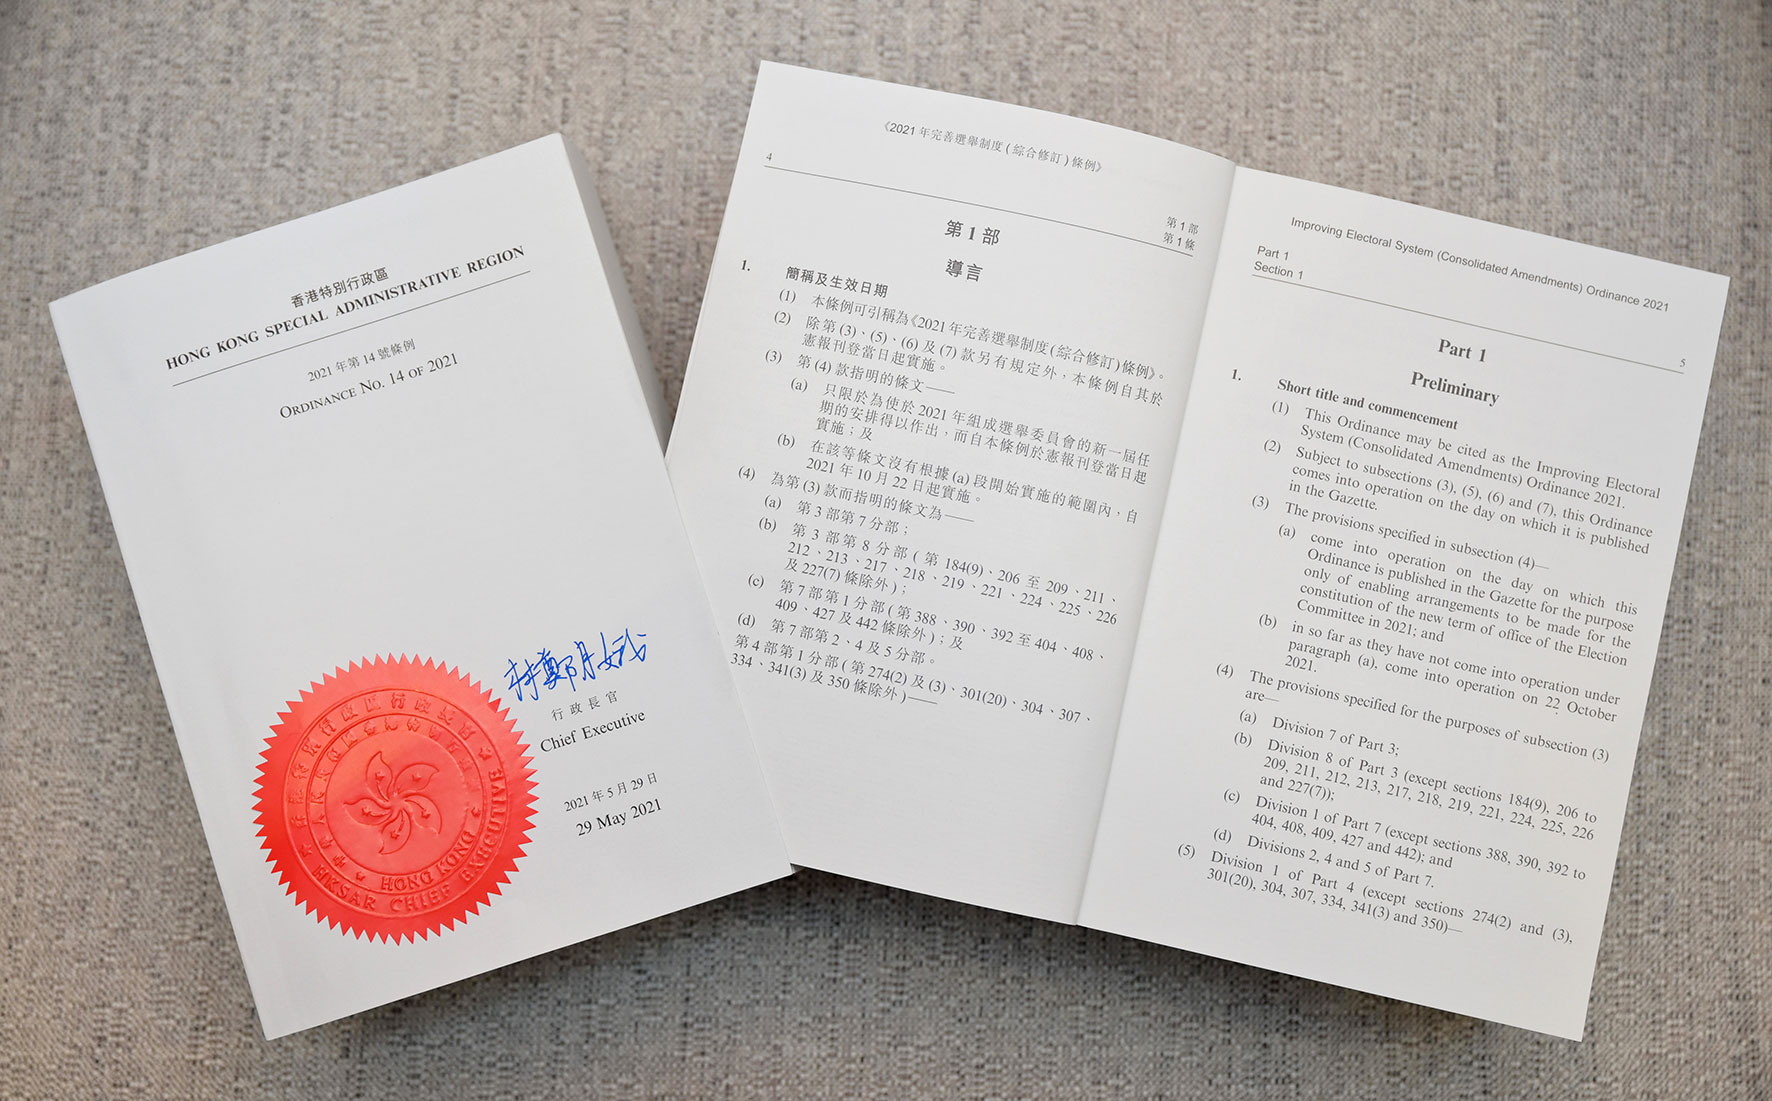 香港特別行政區
HONG KONG SPECIAL ADMINISTRATIVE REGION
2021 年第 14 號條例
ORDINANCE NO. 14 OF 2021
林鄭月娥
行政長官
Chief Executive
2021 年 5 月 29 日
29 May 2021
HONG KONG
HKSAR CHIEF EXECUTIVE
《2021 年完善選舉制度 (綜合修訂) 條例》
4
第 1 部
第 1 條
第 1 部
導言
1. 簡稱及生效日期
(1) 本條例可引稱為《2021 年完善選舉制度 (綜合修訂) 條例》。
(2) 除第 (3)、(5)、(6) 及 (7) 款另有規定外，本條例自其於
憲報刊登當日起實施。
(3) 第 (4) 款指明的條文——
(a) 只限於為使於 2021 年組成選舉委員會的新一屆任
期的安排得以作出，而自本條例於憲報刊登當日起
實施；及
(b) 在該等條文沒有根據 (a) 段開始實施的範圍內，自
2021 年 10 月 22 日起實施。
(4) 為第 (3) 款而指明的條文為——
(a) 第 3 部第 7 分部；
(b) 第 3 部第 8 分部 ( 第 184(9)、206 至 209、211、
212、213、217、218、219、221、224、225、226
及 227(7) 條除外 )；
(c) 第 7 部第 1 分部 ( 第 388、390、392 至 404、408、
409、427 及 442 條除外 )；及
(d) 第 7 部第 2、4 及 5 分部。
第 4 部第 1 分部 ( 第 274(2) 及 (3)、301(20)、304、307、
334、341(3) 及 350 條除外 )——
Improving Electoral System (Consolidated Amendments) Ordinance 2021
Part 1
Section 1
5
Part 1
Preliminary
1. Short title and commencement
(1) This Ordinance may be cited as the Improving Electoral
System (Consolidated Amendments) Ordinance 2021.
(2) Subject to subsections (3), (5), (6) and (7), this Ordinance
comes into operation on the day on which it is published
in the Gazette.
(3) The provisions specified in subsection (4)—
(a) come into operation on the day on which this
Ordinance is published in the Gazette for the purpose
only of enabling arrangements to be made for the
constitution of the new term of office of the Election
Committee in 2021; and
(b) in so far as they have not come into operation under
paragraph (a), come into operation on 22 October
2021.
(4) The provisions specified for the purposes of subsection (3)
are—
(a) Division 7 of Part 3;
(b) Division 8 of Part 3 (except sections 184(9), 206 to
209, 211, 212, 213, 217, 218, 219, 221, 224, 225, 226
and 227(7));
(c) Division 1 of Part 7 (except sections 388, 390, 392 to
404, 408, 409, 427 and 442); and
(d) Divisions 2, 4 and 5 of Part 7.
(5) Division 1 of Part 4 (except sections 274(2) and (3),
301(20), 304, 307, 334, 341(3) and 350)—